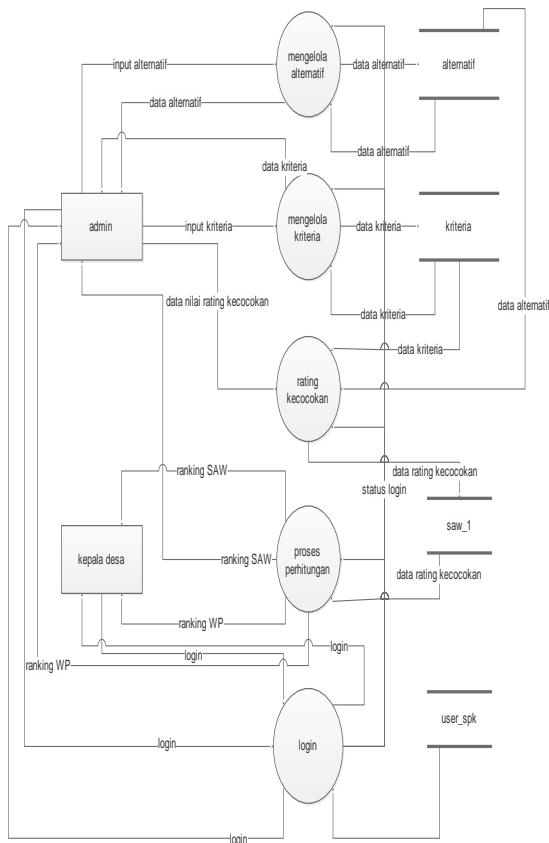 mengelola
alternatif
input alternatif
data alternatif
alternatif
data alternatif
data alternatif
data kriteria
admin
input kriteria
mengelola
kriteria
data kriteria
kriteria
data nilai rating kecocokan
data alternatif
data kriteria
data kriteria
rating
kecocokan
ranking SAW
data rating kecocokan
status login
saw_1
kepala desa
ranking SAW
proses
perhitungan
data rating kecocokan
ranking WP
login
login
ranking WP
user_spk
login
login
login